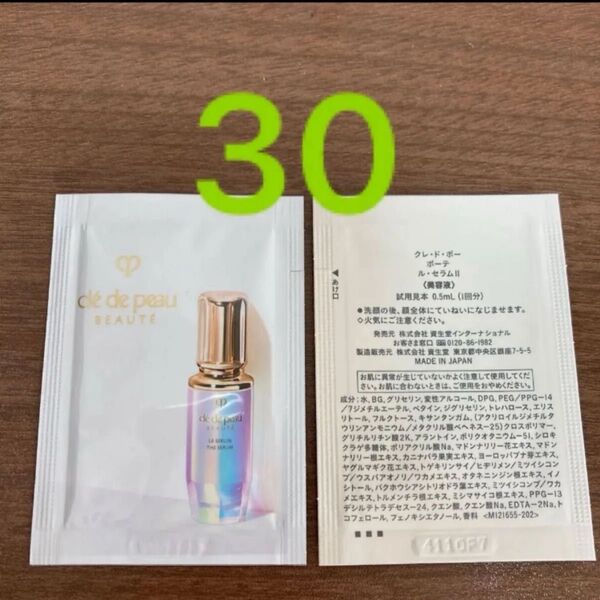 30
clé de peau
BEAUTÉ
clé de peau
BEAUTÉ
LE SÉRUM
THE SERUM
◀あけ口
クレ・ド・ポー
ボーテ
ル・セラムⅡ
〈美容液〉
試用見本 0.5mL (1回分)
●洗顔の後、顔全体にていねいになじませます。
◇火気にご注意ください。
発売元 株式会社 資生堂インターナショナル
お客さま窓口 0120-86-1982
製造販売元 株式会社 資生堂 東京都中央区銀座7-5-5
MADE IN JAPAN
お肌に異常が生じていないかよく注意して使用してください。お肌に合わないときは、ご使用をおやめください。
成分：水、BG、グリセリン、変性アルコール、DPG、PEG/PPG-14
/7ジメチルエーテル、ベタイン、ジグリセリン、トレハロース、エリス
リトール、フルクトース、キサンタンガム、(アクリロイルジメチルタ
ウリンアンモニウム/メタクリル酸ベヘネス-25)クロスポリマー、
グリチルリチン酸2K、アラントイン、ポリクオタニウム-51、シロキ
クラゲ多糖体、ポリアクリル酸Na、マドンナリリー花エキス、マドン
ナリリー根エキス、カニナバラ果実エキス、ヨーロッパブナ芽エキス、
ヤグルマギク花エキス、トゲキリンサイ/ヒヂリメン/ミツイシコン
ブ/ウスバアオノリ/ワカメエキス、オタネニンジン根エキス、イノ
シトール、バクホウシアシトリオドラ葉エキス、ミツイシコンブ/ワカ
メエキス、トルメンチラ根エキス、ミシマサイコ根エキス、PPG-13
デシルテトラデセス-24、クエン酸、クエン酸Na、EDTA-2Na、ト
コフェロール、フェノキシエタノール、香料 <M121655-202>
4110F7